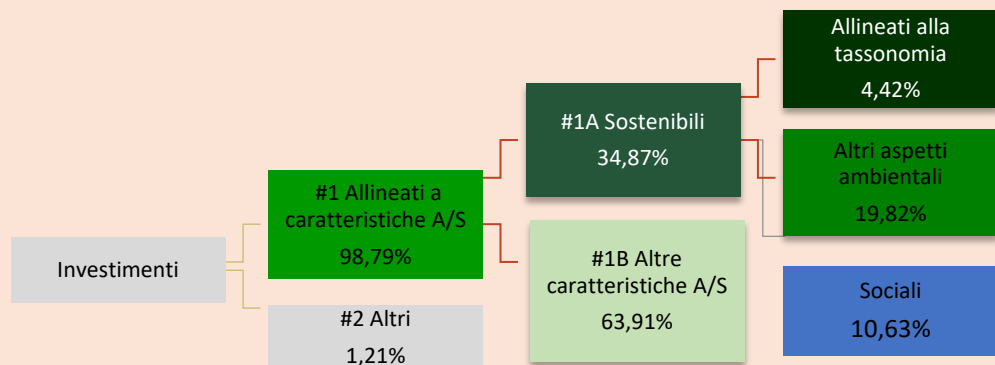 Investimenti
#1 Allineati a
caratteristiche A/S
98,79%
#2 Altri
1,21%
#1A Sostenibili
34,87%
#1B Altre
caratteristiche A/S
63,91%
Allineati alla
tassonomia
4,42%
Altri aspetti
ambientali
19,82%
Sociali
10,63%